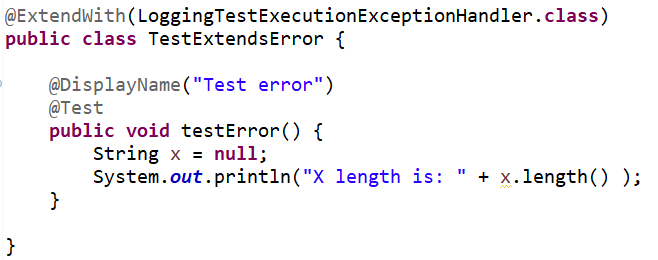 @ExtendWith(LoggingTestExecutionExceptionHandler.class)
public class TestExtendsError {
@DisplayName("Test error")
@Test
public void testError() {
String x = null;
System.out.println("X length is: " + x.length() );
}
}